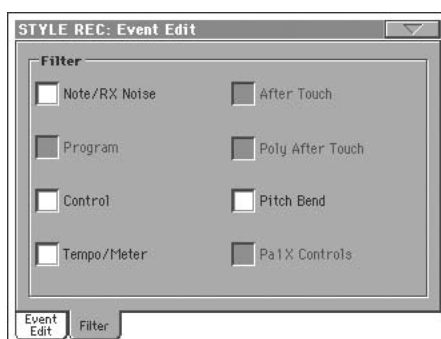 STYLE REC: Event Edit
Filter
Note/RX Noise
After Touch
Program
Poly After Touch
Control
Pitch Bend
Tempo/Meter
Pa1X Controls
Event
Edit
Filter